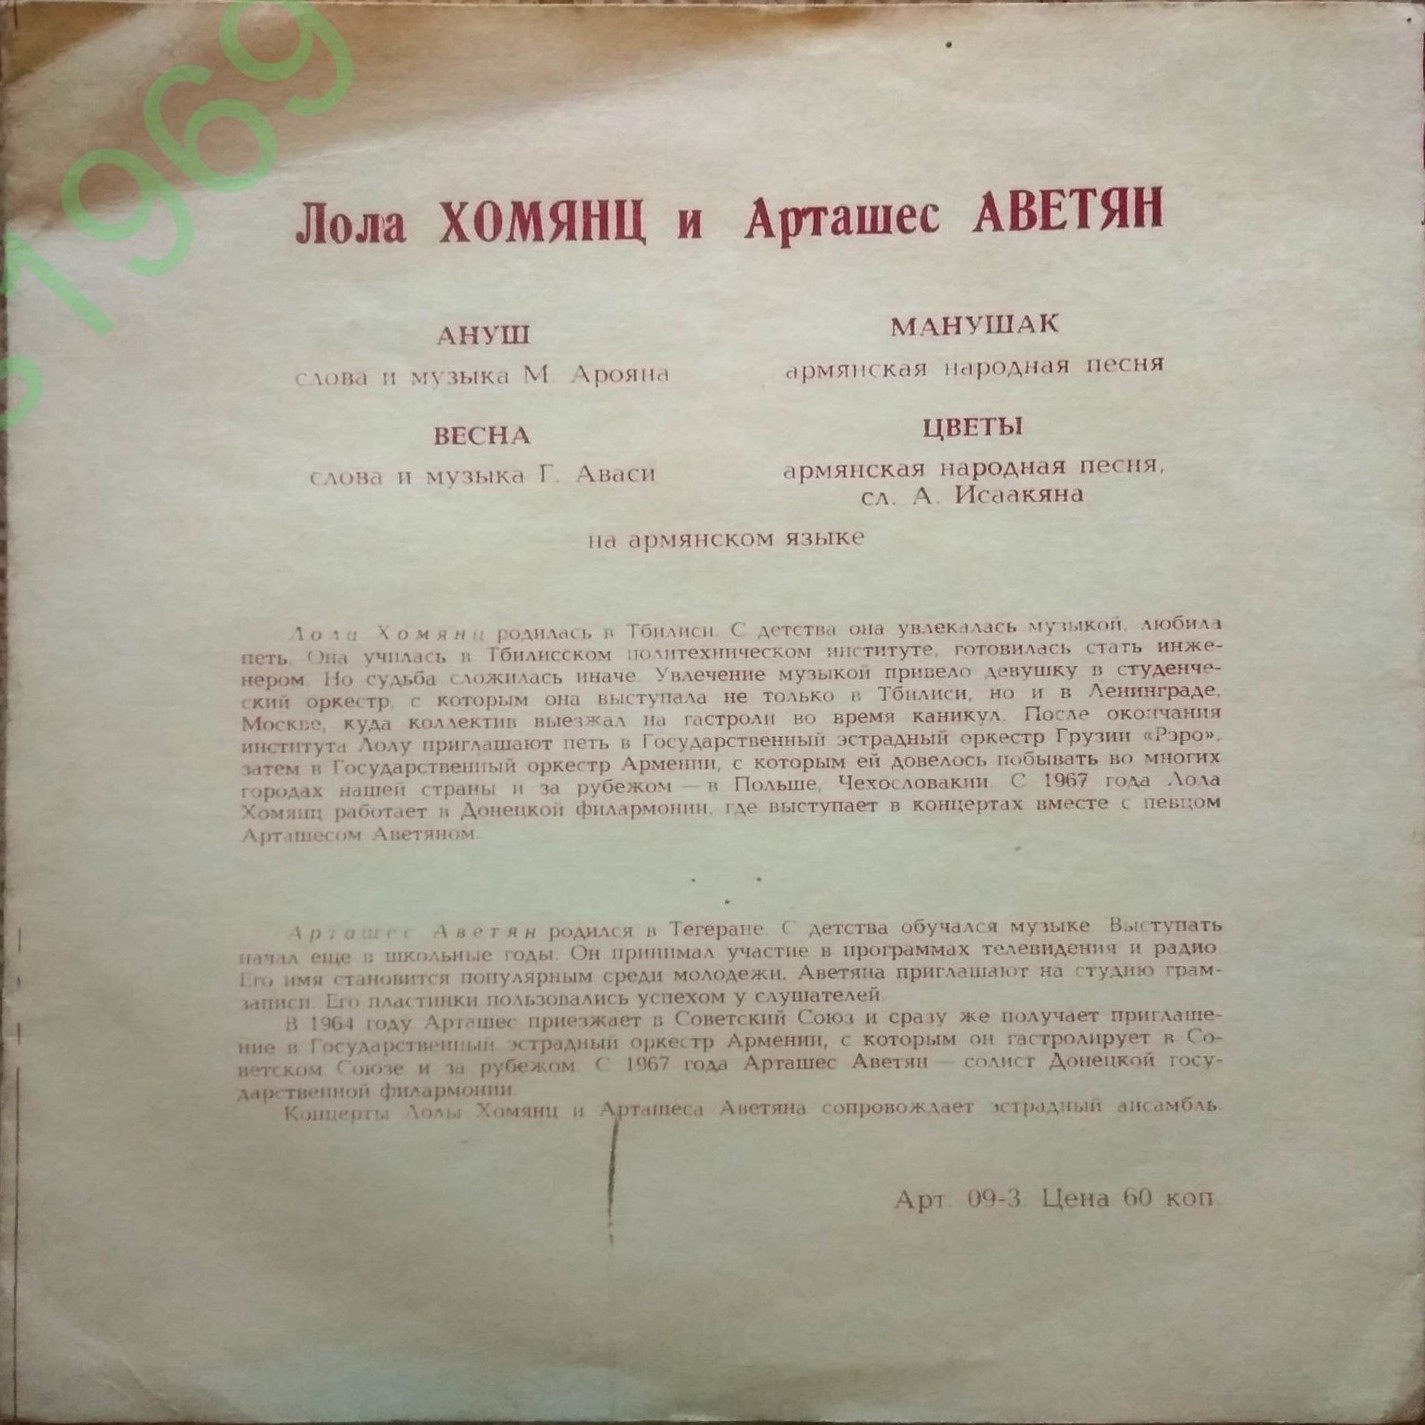 1969
Лола ХОМЯНЦ и Арташес АВЕТЯН
АНУШ
слова и музыка М. Арояна
ВЕСНА
слова и музыка Г. Аваси
МАНУШАК
армянская народная песня
ЦВЕТЫ
армянская народная песня,
сл. А. Исаакяна
на армянском языке
Лола Хомянц родилась в Тбилиси. С детства она увлекалась музыкой, любила
петь. Она училась в Тбилисском политехническом институте, готовилась стать инже-
нером. Но судьба сложилась иначе. Увлечение музыкой привело девушку в студенче-
ский оркестр, с которым она выступала не только в Тбилиси, но и в Ленинграде,
Москве, куда коллектив выезжал на гастроли во время каникул. После окончания
института Лолу приглашают петь в Государственный эстрадный оркестр Грузии «Рэро»,
затем в Государственный оркестр Армении, с которым ей довелось побывать во многих
городах нашей страны и за рубежом — в Польше, Чехословакии. С 1967 года Лола
Хомянц работает в Донецкой филармонии, где выступает в концертах вместе с певцом
Арташесом Аветяном.
Арташес Аветян родился в Тегеране. С детства обучался музыке. Выступать
начал еще в школьные годы. Он принимал участие в программах телевидения и радио.
Его имя становится популярным среди молодежи, Аветяна приглашают на студию грам-
записи. Его пластинки пользовались успехом у слушателей.
В 1964 году Арташес приезжает в Советский Союз и сразу же получает приглаше-
ние в Государственный эстрадный оркестр Армении, с которым он гастролирует в Со-
ветском Союзе и за рубежом. С 1967 года Арташес Аветян — солист Донецкой госу-
дарственной филармонии.
Концерты Лолы Хомянц и Арташеса Аветяна сопровождает эстрадный ансамбль.
Арт. 09-3. Цена 60 коп.